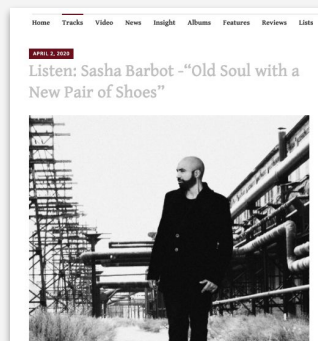 Home Tracks Video News Insight Albums Features Reviews Lists
APRIL 2, 2020
Listen: Sasha Barbot -“Old Soul with a
New Pair of Shoes”